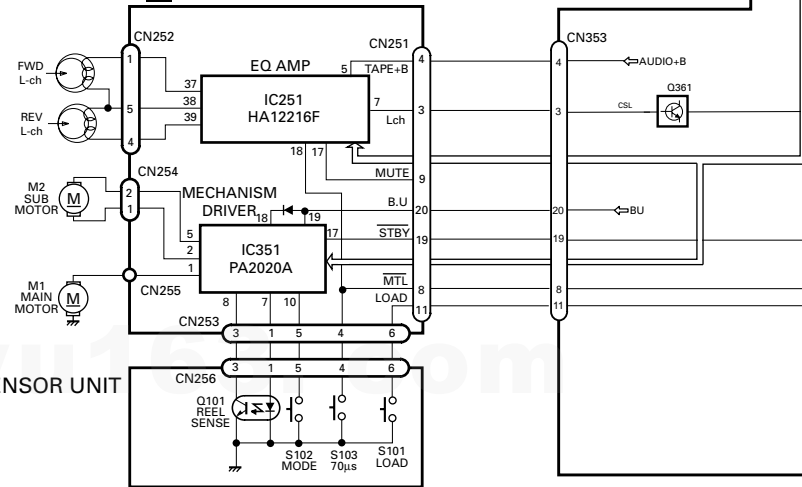 CN252
FWD
L-ch
REV
L-ch
1
5
4
37
38
39
EQ AMP
IC251
HA12216F
5
TAPE+B
7
Lch
18 17
CN251
4
3
MUTE
9
B.U
20
STBY
19
MTL
8
LOAD
11
CN353
4
AUDIO+B
3
CSL
Q361
20
BU
19
8
11
CN254
M2
SUB
MOTOR
M
2
1
MECHANISM
DRIVER
18
19
5
2
1
17
IC351
PA2020A
8 7 10
M1
MAIN
MOTOR
M
CN255
CN253
3 1 5 4 6
ENSOR UNIT
CN256
3 1 5 4 6
Q101
REEL
SENSE
S102
MODE
S103
70µs
S101
LOAD